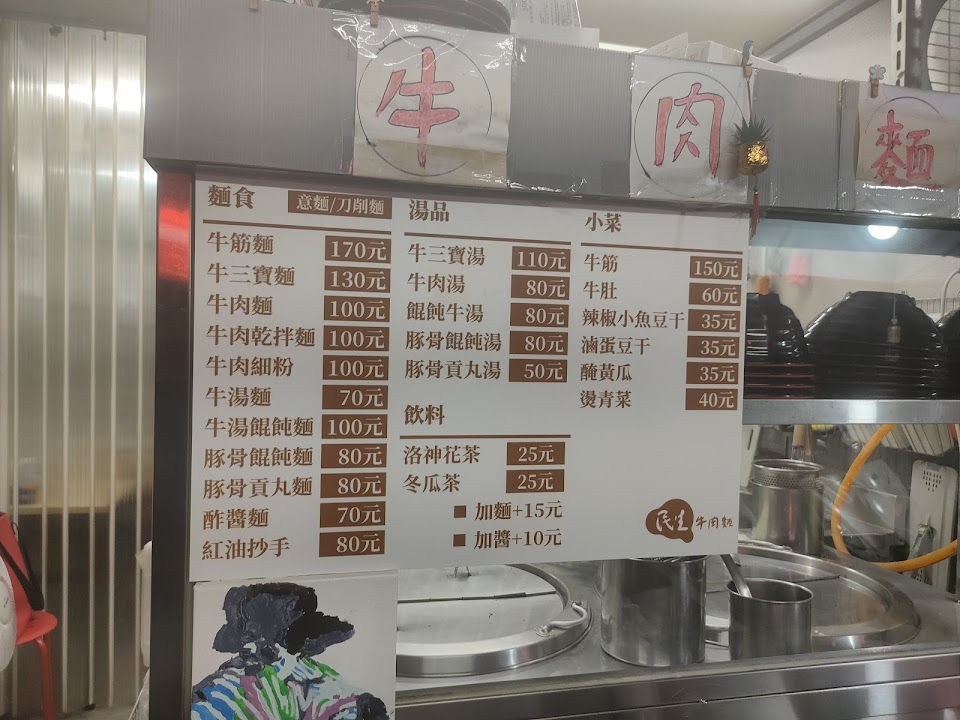 牛
肉
麵
麵食 意麵/刀削麵
牛筋麵 170元
牛三寶麵 130元
牛肉麵 100元
牛肉乾拌麵 100元
牛肉細粉 100元
牛湯麵 70元
牛湯餛飩麵 100元
豚骨餛飩麵 80元
豚骨貢丸麵 80元
酢醬麵 70元
紅油抄手 80元
湯品
牛三寶湯 110元
牛肉湯 80元
餛飩牛湯 80元
豚骨餛飩湯 80元
豚骨貢丸湯 50元
飲料
洛神花茶 25元
冬瓜茶 25元
■ 加麵+15元
■ 加醬+10元
小菜
牛筋 150元
牛肚 60元
辣椒小魚豆干 35元
滷蛋豆干 35元
醃黃瓜 35元
燙青菜 40元
民生牛肉麵